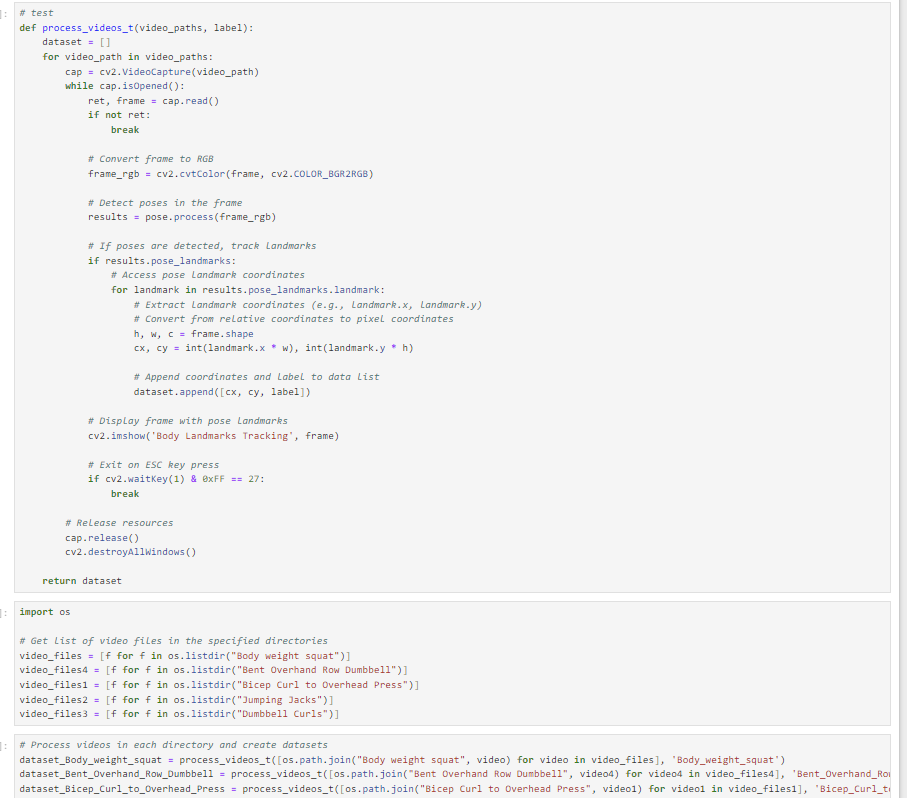 # test
def process_videos_t(video_paths, label):
    dataset = []
    for video_path in video_paths:
        cap = cv2.VideoCapture(video_path)
        while cap.isOpened():
            ret, frame = cap.read()
            if not ret:
                break

            # Convert frame to RGB
            frame_rgb = cv2.cvtColor(frame, cv2.COLOR_BGR2RGB)

            # Detect poses in the frame
            results = pose.process(frame_rgb)

            # If poses are detected, track landmarks
            if results.pose_landmarks:
                # Access pose landmark coordinates
                for landmark in results.pose_landmarks.landmark:
                    # Extract landmark coordinates (e.g., landmark.x, landmark.y)
                    # Convert from relative coordinates to pixel coordinates
                    h, w, c = frame.shape
                    cx, cy = int(landmark.x * w), int(landmark.y * h)

                    # Append coordinates and label to data list
                    dataset.append([cx, cy, label])

            # Display frame with pose landmarks
            cv2.imshow('Body Landmarks Tracking', frame)

            # Exit on ESC key press
            if cv2.waitKey(1) & 0xFF == 27:
                break

        # Release resources
        cap.release()
        cv2.destroyAllWindows()

    return dataset
]: import os

# Get list of video files in the specified directories
video_files = [f for f in os.listdir("Body weight squat")]
video_files4 = [f for f in os.listdir("Bent Overhand Row Dumbbell")]
video_files1 = [f for f in os.listdir("Bicep Curl to Overhead Press")]
video_files2 = [f for f in os.listdir("Jumping Jacks")]
video_files3 = [f for f in os.listdir("Dumbbell Curls")]
]: # Process videos in each directory and create datasets
dataset_Body_weight_squat = process_videos_t([os.path.join("Body weight squat", video) for video in video_files], 'Body_weight_squat')
dataset_Bent_Overhand_Row_Dumbbell = process_videos_t([os.path.join("Bent Overhand Row Dumbbell", video4) for video4 in video_files4], 'Bent_Overhand_Ro
dataset_Bicep_Curl_to_Overhead_Press = process_videos_t([os.path.join("Bicep Curl to Overhead Press", video1) for video1 in video_files1], 'Bicep_Curl_t